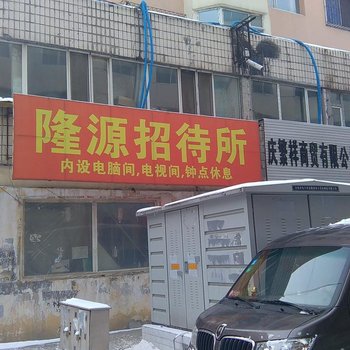 隆源招待所
内设电脑间,电视间,钟点休息
庆繁祥商贸有限公